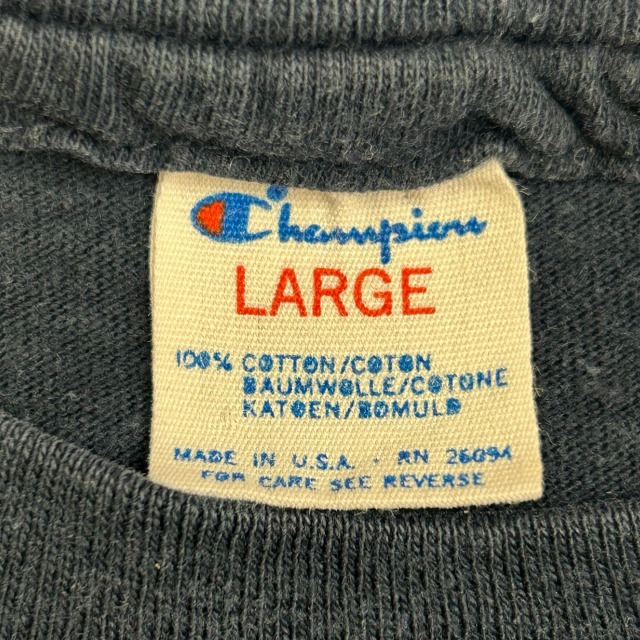 Champion
LARGE
100% COTTON/COTON
BAUMWOLLE/COTONE
KATOEN/BOMULD
MADE IN U.S.A. · RN 26094
FOR CARE SEE REVERSE